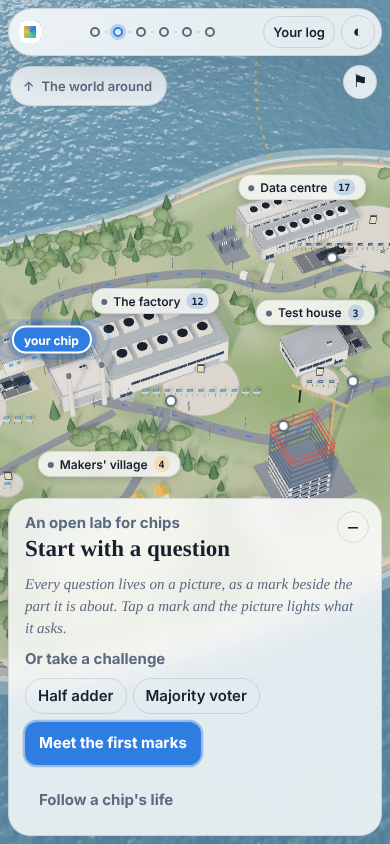 Your log
↑ The world around
Data centre 17
The factory 12
Test house 3
your chip
Makers' village 4
An open lab for chips
Start with a question
Every question lives on a picture, as a mark beside the
part it is about. Tap a mark and the picture lights what
it asks.
Or take a challenge
Half adder
Majority voter
Meet the first marks
Follow a chip's life